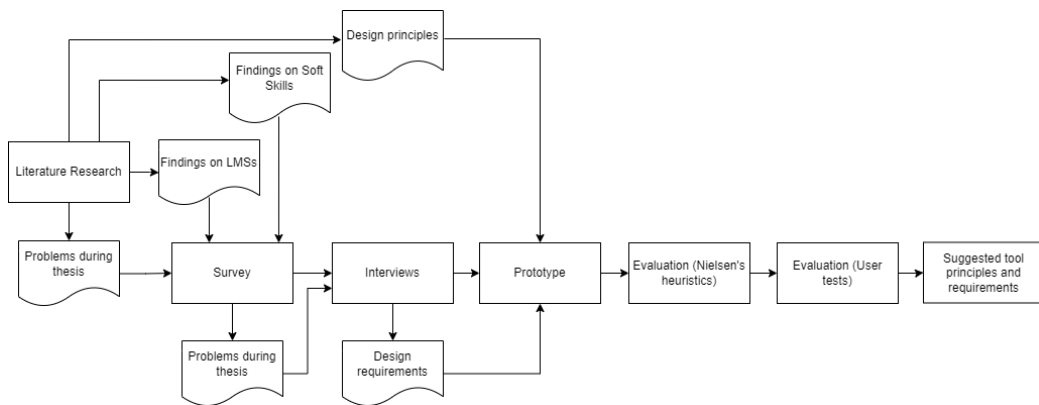 Design principles
Findings on Soft
Skills
Literature Research
Findings on LMSs
Problems during
thesis
Survey
Interviews
Prototype
Evaluation (Nielsen's
heuristics)
Evaluation (User
tests)
Suggested tool
principles and
requirements
Problems during
thesis
Design
requirements